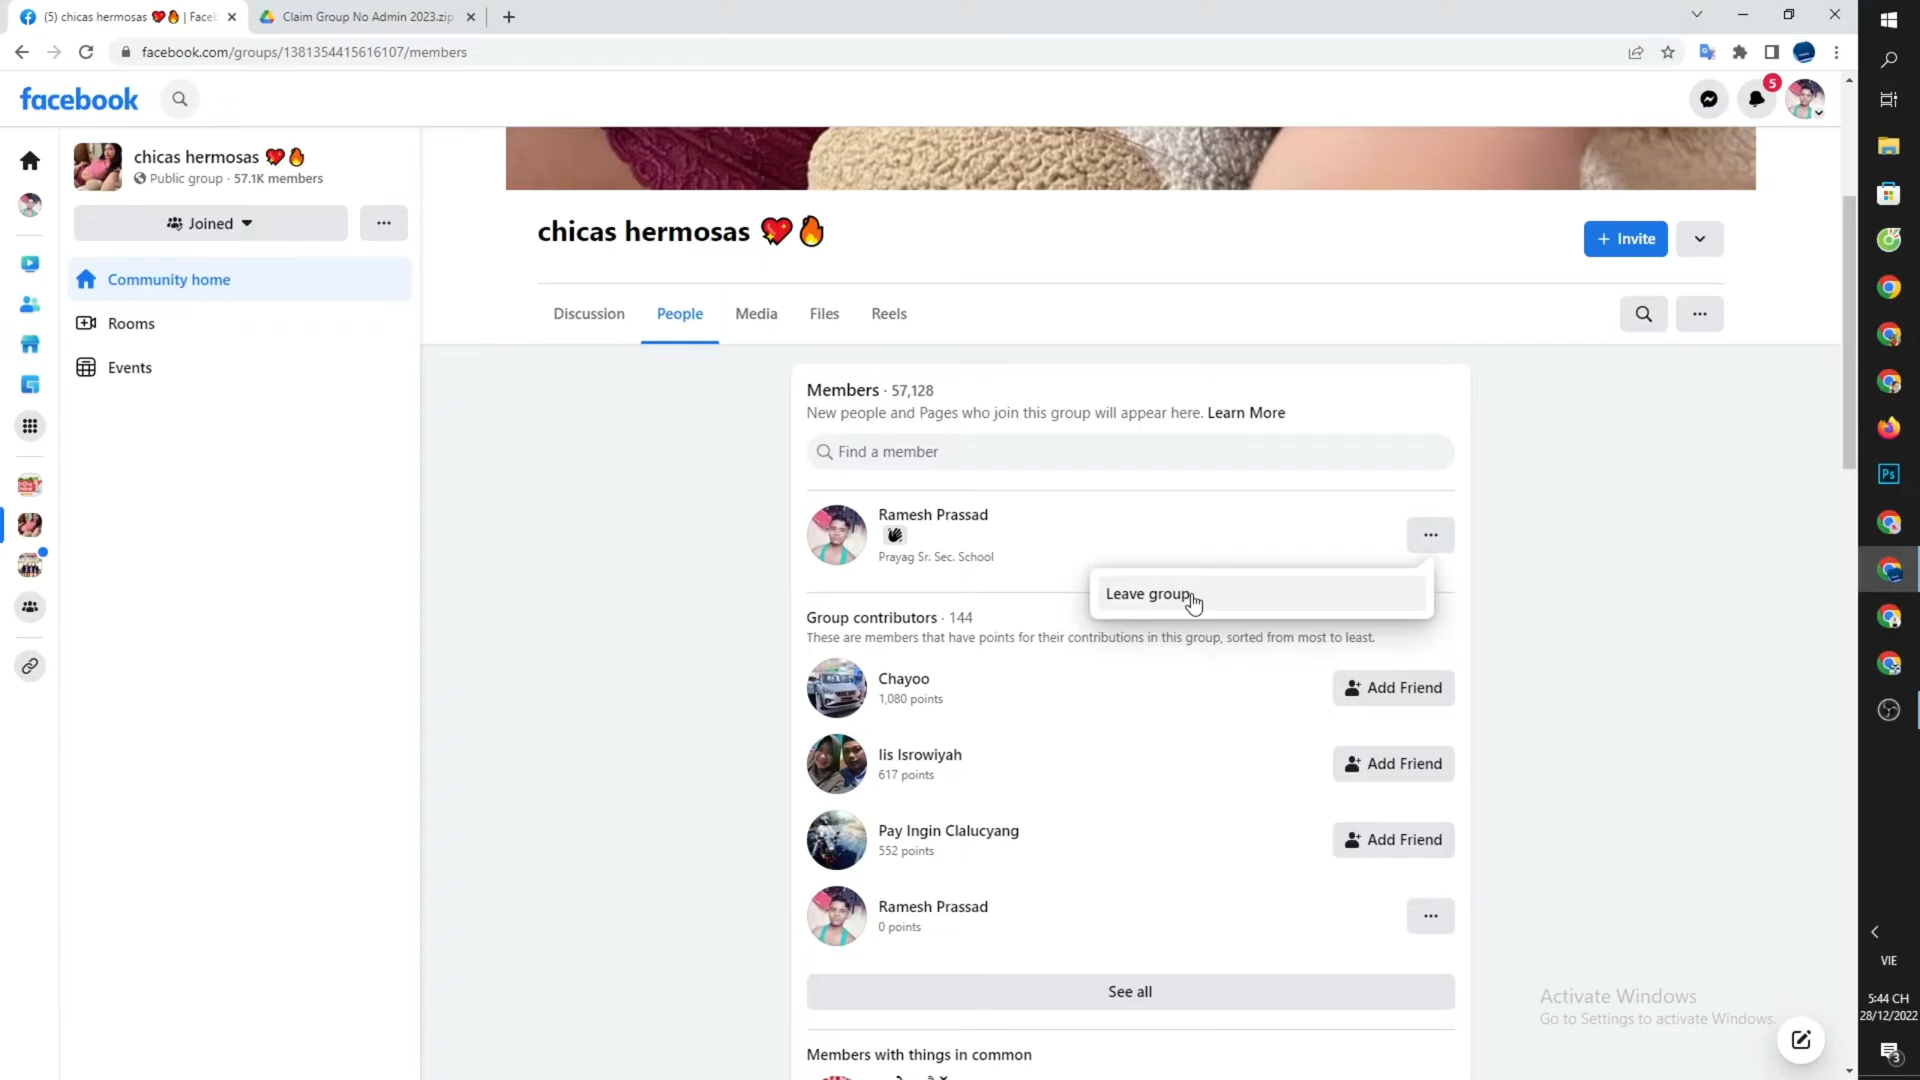 (5) chicas hermosas 💖🔥 | Faceb
Claim Group No Admin 2023.zip
facebook.com/groups/1381354415616107/members
facebook
5
chicas hermosas 💖🔥
Public group · 57.1K members
Joined
Community home
Rooms
Events
chicas hermosas 💖🔥
+ Invite
Discussion
People
Media
Files
Reels
Members · 57,128
New people and Pages who join this group will appear here. Learn More
Find a member
Ramesh Prassad
👋
Prayag Sr. Sec. School
Leave group
Group contributors · 144
These are members that have points for their contributions in this group, sorted from most to least.
Chayoo
1,080 points
Add Friend
Iis Isrowiyah
617 points
Add Friend
Pay Ingin Clalucyang
552 points
Add Friend
Ramesh Prassad
0 points
See all
Members with things in common
Activate Windows
Go to Settings to activate Windows.
Ps
VIE
5:44 CH
28/12/2022
3